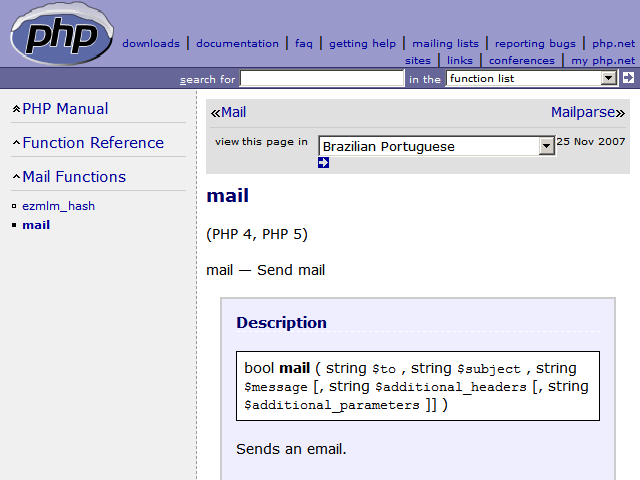 php
downloads | documentation | faq | getting help | mailing lists | reporting bugs | php.net
sites | links | conferences | my php.net
search for in the function list
PHP Manual
Function Reference
Mail Functions
ezmlm_hash
mail
«Mail Mailparse»
view this page in Brazilian Portuguese 25 Nov 2007
mail
(PHP 4, PHP 5)
mail — Send mail
Description
bool mail ( string $to , string $subject , string
$message [, string $additional_headers [, string
$additional_parameters ]] )
Sends an email.